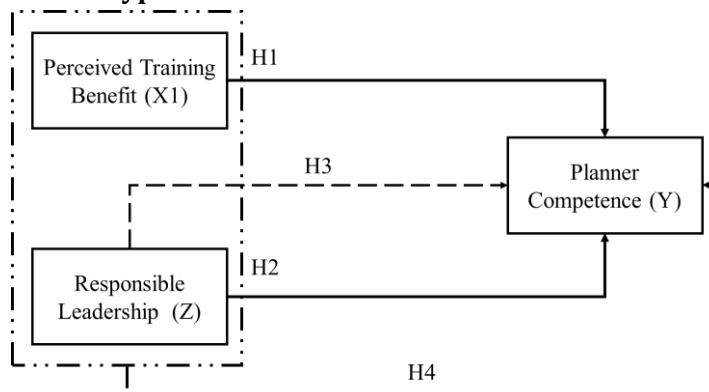 H1
Perceived Training
Benefit (X1)
H3
Planner
Competence (Y)
H2
Responsible
Leadership (Z)
H4